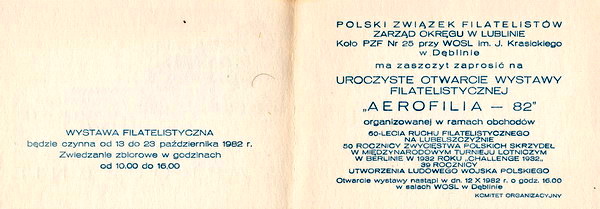 WYSTAWA FILATELISTYCZNA
będzie czynna od 13 do 23 października 1982 r.
Zwiedzanie zbiorowe w godzinach
od 10.00 do 16.00
POLSKI ZWIĄZEK FILATELISTÓW
ZARZĄD OKRĘGU W LUBLINIE
Koło PZF Nr 25 przy WOSL im. J. Krasickiego
w Dęblinie
ma zaszczyt zaprosić na
UROCZYSTE OTWARCIE WYSTAWY
FILATELISTYCZNEJ
„AEROFILIA — 82"
organizowanej w ramach obchodów
60-LECIA RUCHU FILATELISTYCZNEGO
NA LUBELSZCZYŹNIE
50 ROCZNICY ZWYCIĘSTWA POLSKICH SKRZYDEŁ
W MIĘDZYNARODOWYM TURNIEJU LOTNICZYM
W BERLINIE W 1932 ROKU „CHALLENGE 1932„
39 ROCZNICY
UTWORZENIA LUDOWEGO WOJSKA POLSKIEGO
Otwarcie wystawy nastąpi w dn. 12 X 1982 r. o godz. 16.00
w salach WOSL w Dęblinie
KOMITET ORGANIZACYJNY